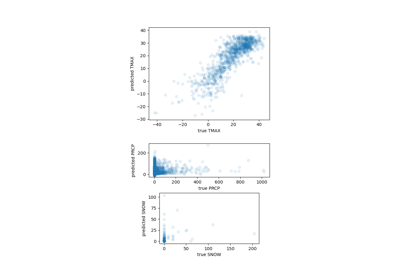 40
30
20
10
0
−10
−20
−30
predicted TMAX
−40 −20 0 20 40
true TMAX
200
0
predicted PRCP
0 200 400 600 800 1000
true PRCP
100
75
50
25
0
predicted SNOW
0 50 100 150 200
true SNOW